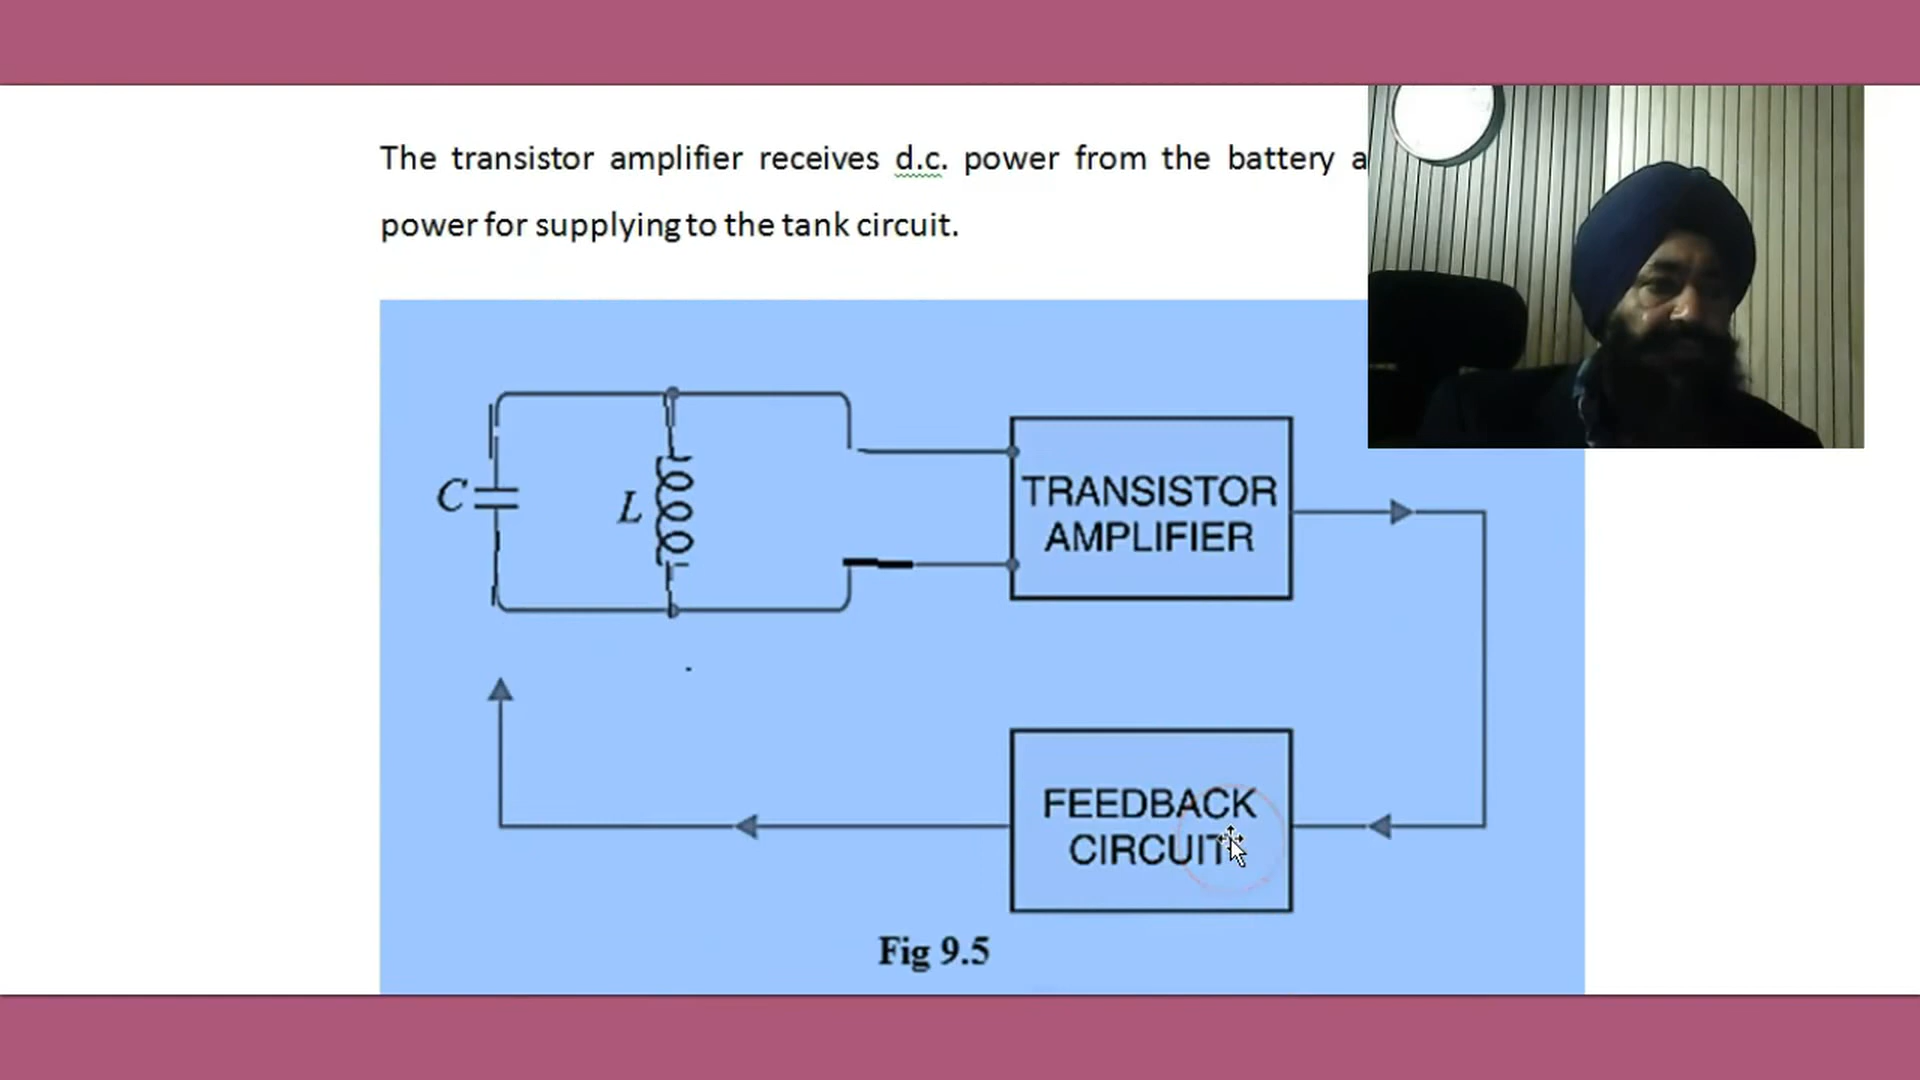 The transistor amplifier receives d.c. power from the battery a
power for supplying to the tank circuit.
C
L
TRANSISTOR
AMPLIFIER
FEEDBACK
CIRCUIT
Fig 9.5